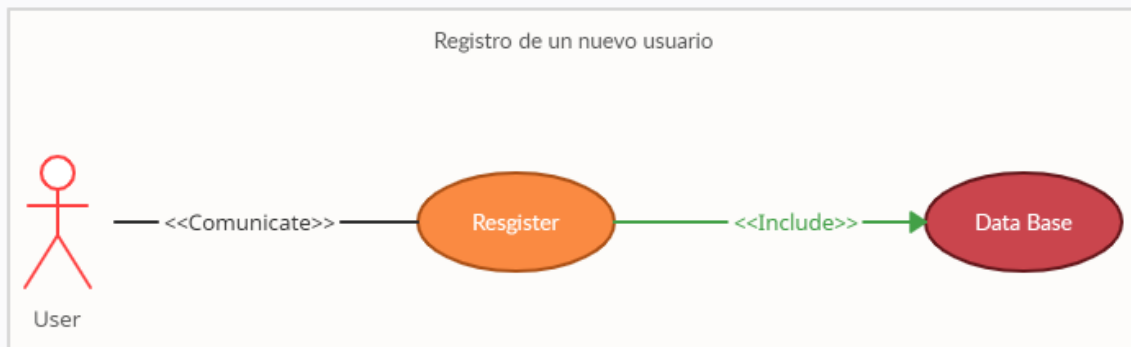 Registro de un nuevo usuario
<<Comunicate>>
Resgister
<<Include>>
Data Base
User